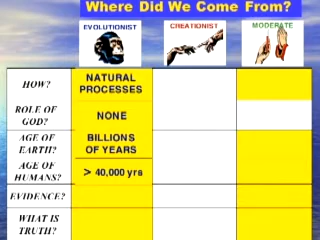 Where Did We Come From?
EVOLUTIONIST
CREATIONIST
MODERATE
HOW?
NATURAL
PROCESSES
ROLE OF
GOD?
NONE
AGE OF
EARTH?
BILLIONS
OF YEARS
AGE OF
HUMANS?
> 40,000 yrs
EVIDENCE?
WHAT IS
TRUTH?